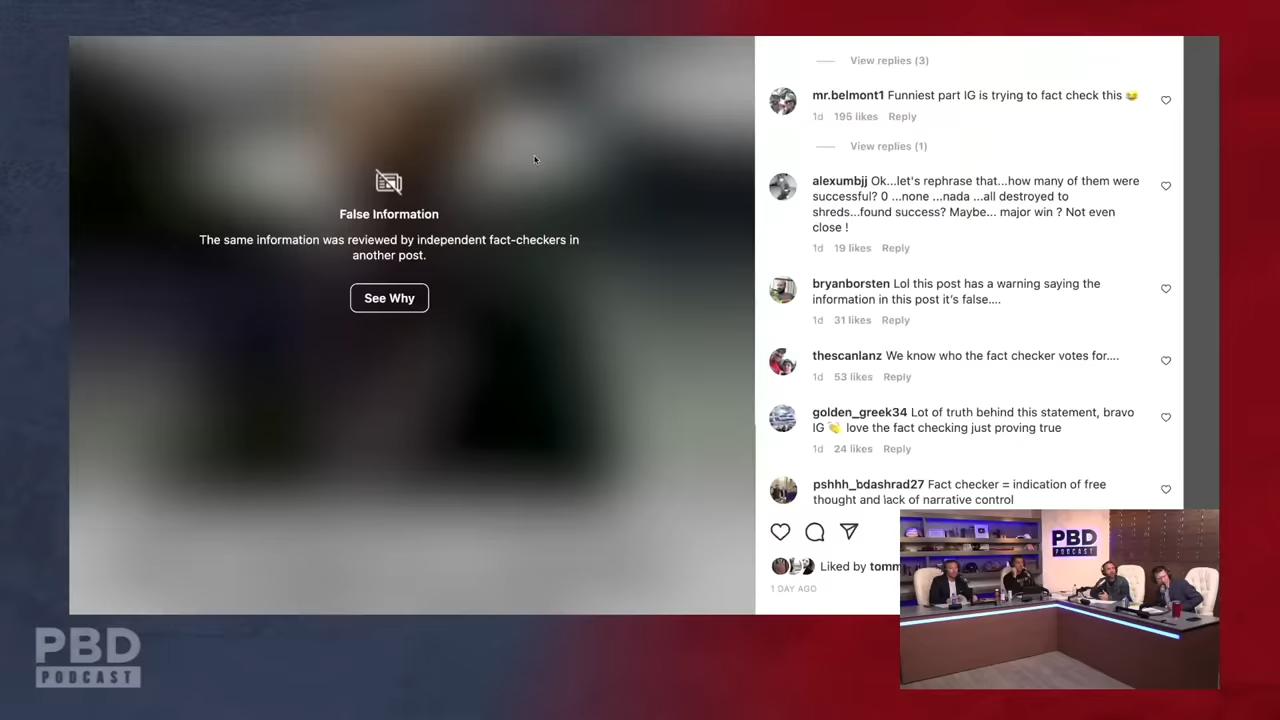 False Information
The same information was reviewed by independent fact-checkers in
another post.
See Why
View replies (3)
mr.belmont1 Funniest part IG is trying to fact check this 😂
1d 195 likes Reply
View replies (1)
alexumbjj Ok...let's rephrase that...how many of them were
successful? 0 ...none ...nada ...all destroyed to
shreds...found success? Maybe... major win ? Not even
close !
1d 19 likes Reply
bryanborsten Lol this post has a warning saying the
information in this post it's false....
1d 31 likes Reply
thescanlanz We know who the fact checker votes for....
1d 53 likes Reply
golden_greek34 Lot of truth behind this statement, bravo
IG 👏 love the fact checking just proving true
1d 24 likes Reply
pshhh_bdashrad27 Fact checker = indication of free
thought and lack of narrative control
Liked by tomm
1 DAY AGO
PBD
PODCAST
PBD
PODCAST